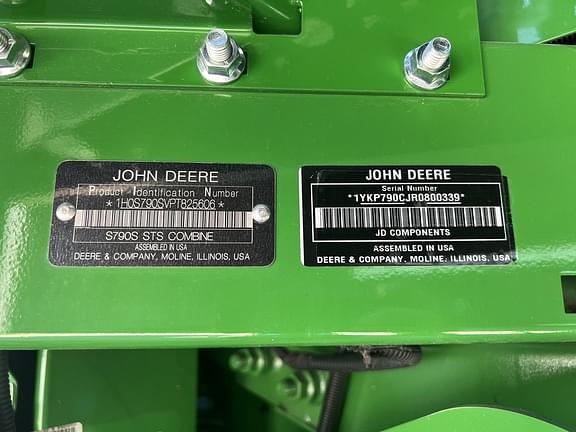 JOHN DEERE
Product Identification Number
* 1H0S790SVPT825606 *
S790S STS COMBINE
ASSEMBLED IN USA
DEERE & COMPANY, MOLINE, ILLINOIS, USA
JOHN DEERE
Serial Number
*1YKP790CJR0800339*
JD COMPONENTS
ASSEMBLED IN USA
DEERE & COMPANY, MOLINE, ILLINOIS, USA